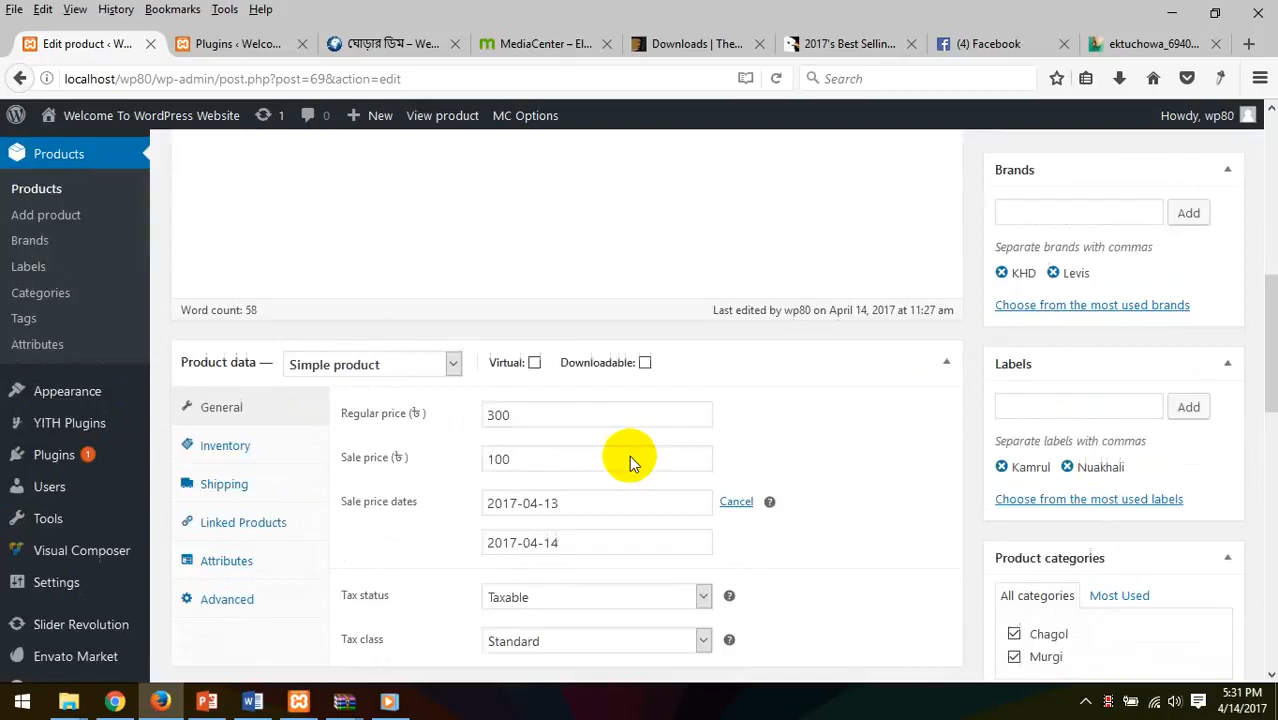 File Edit View History Bookmarks Tools Help
Edit product ‹ W...
Plugins ‹ Welco...
ঘোড়ার ডিম – We...
MediaCenter – El...
Downloads | The...
2017's Best Sellin...
(4) Facebook
ektuchowa_6940...
localhost/wp80/wp-admin/post.php?post=69&action=edit
Search
Welcome To WordPress Website 1 0 New View product MC Options Howdy, wp80
Products
Products
Add product
Brands
Labels
Categories
Tags
Attributes
Appearance
YITH Plugins
Plugins 1
Users
Tools
Visual Composer
Settings
Slider Revolution
Envato Market
Word count: 58 Last edited by wp80 on April 14, 2017 at 11:27 am
Product data — Simple product Virtual: Downloadable:
General
Inventory
Shipping
Linked Products
Attributes
Advanced
Regular price (৳ ) 300
Sale price (৳ ) 100
Sale price dates 2017-04-13 Cancel ?
2017-04-14
Tax status Taxable ?
Tax class Standard ?
Brands
Add
Separate brands with commas
KHD Levis
Choose from the most used brands
Labels
Add
Separate labels with commas
Kamrul Nuakhali
Choose from the most used labels
Product categories
All categories Most Used
Chagol
Murgi
5:31 PM
4/14/2017